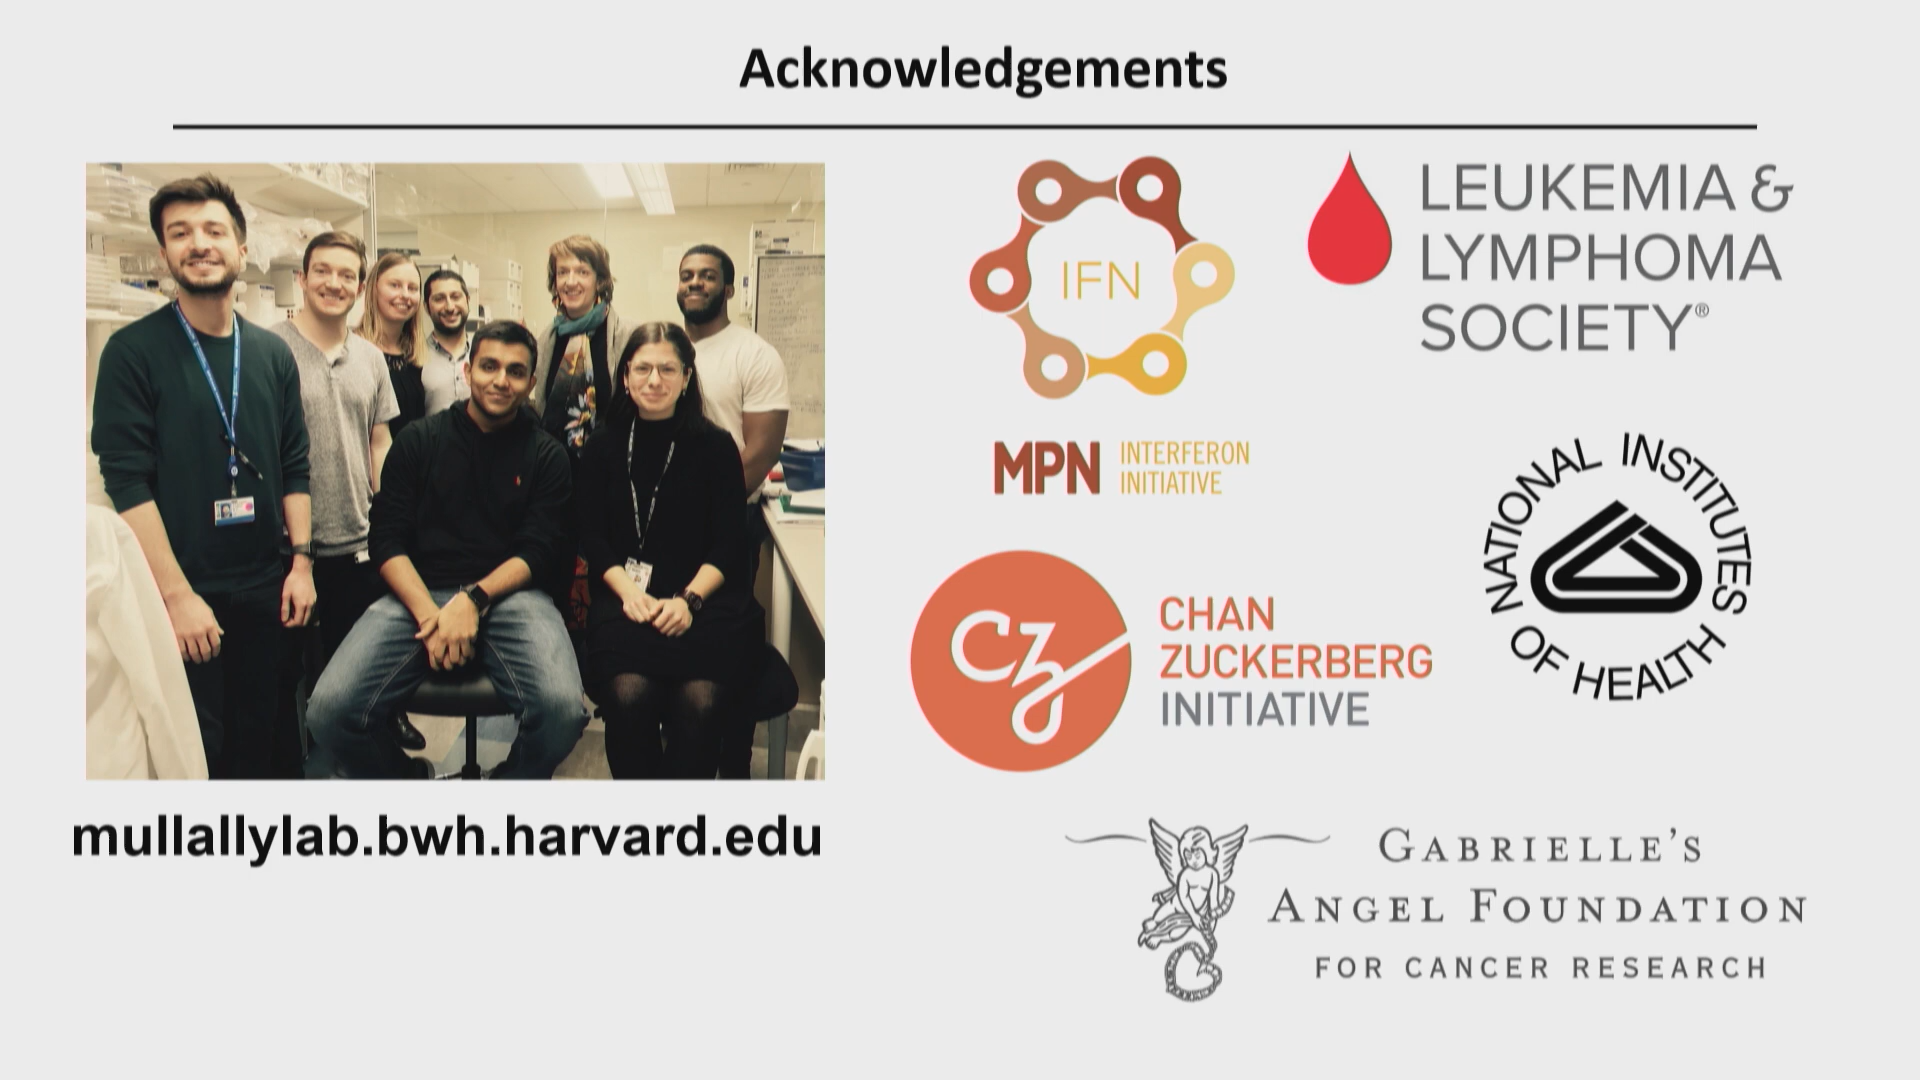 Acknowledgements
IFN
MPN INTERFERON
INITIATIVE
LEUKEMIA &
LYMPHOMA
SOCIETY®
CZ
CHAN
ZUCKERBERG
INITIATIVE
NATIONAL INSTITUTES
OF HEALTH
mullallylab.bwh.harvard.edu
GABRIELLE'S
ANGEL FOUNDATION
FOR CANCER RESEARCH